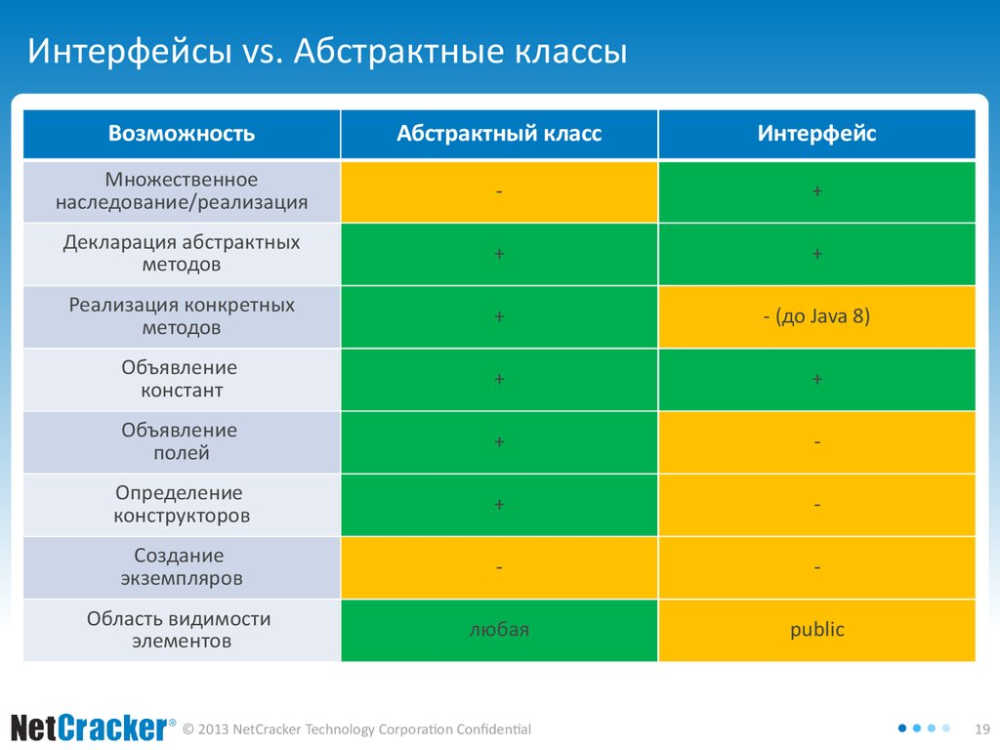 Интерфейсы vs. Абстрактные классы
Возможность Абстрактный класс Интерфейс
Множественное
наследование/реализация - +
Декларация абстрактных
методов + +
Реализация конкретных
методов + - (до Java 8)
Объявление
констант + +
Объявление
полей + -
Определение
конструкторов + -
Создание
экземпляров - -
Область видимости
элементов любая public
NetCracker® © 2013 NetCracker Technology Corporation Confidential 19